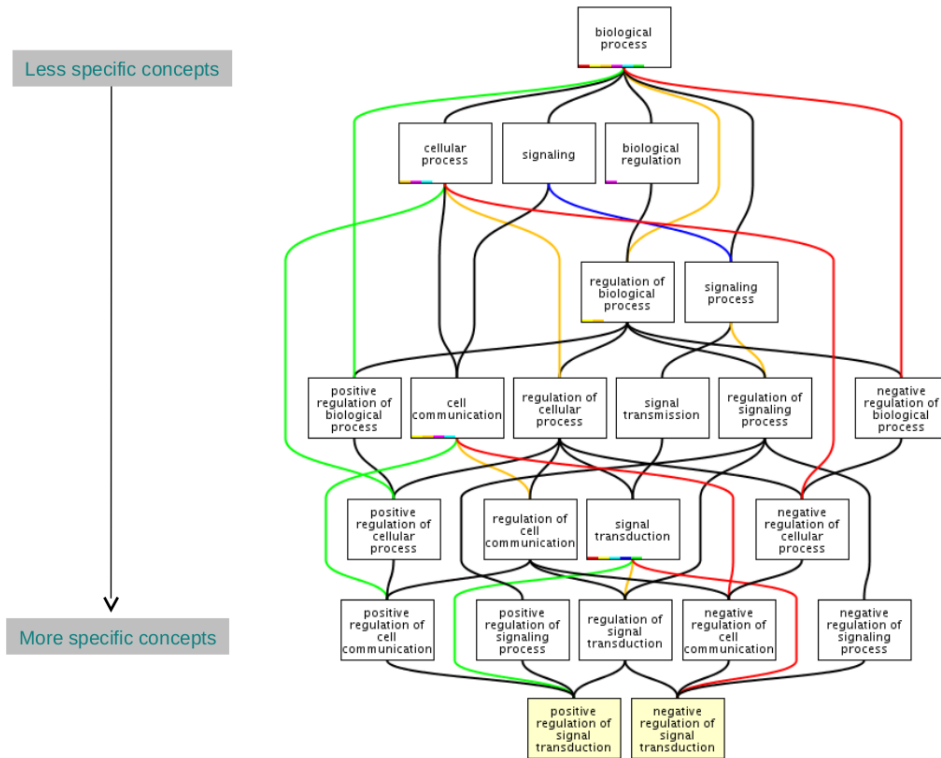 biological
process
Less specific concepts
cellular
process
signaling
biological
regulation
regulation of
biological
process
signaling
process
positive
regulation of
biological
process
cell
communication
regulation of
cellular
process
signal
transmission
regulation of
signaling
process
negative
regulation of
biological
process
positive
regulation of
cellular
process
regulation of
cell
communication
signal
transduction
negative
regulation of
cellular
process
More specific concepts
positive
regulation of
cell
communication
positive
regulation of
signaling
process
regulation of
signal
transduction
negative
regulation of
cell
communication
negative
regulation of
signaling
process
positive
regulation of
signal
transduction
negative
regulation of
signal
transduction